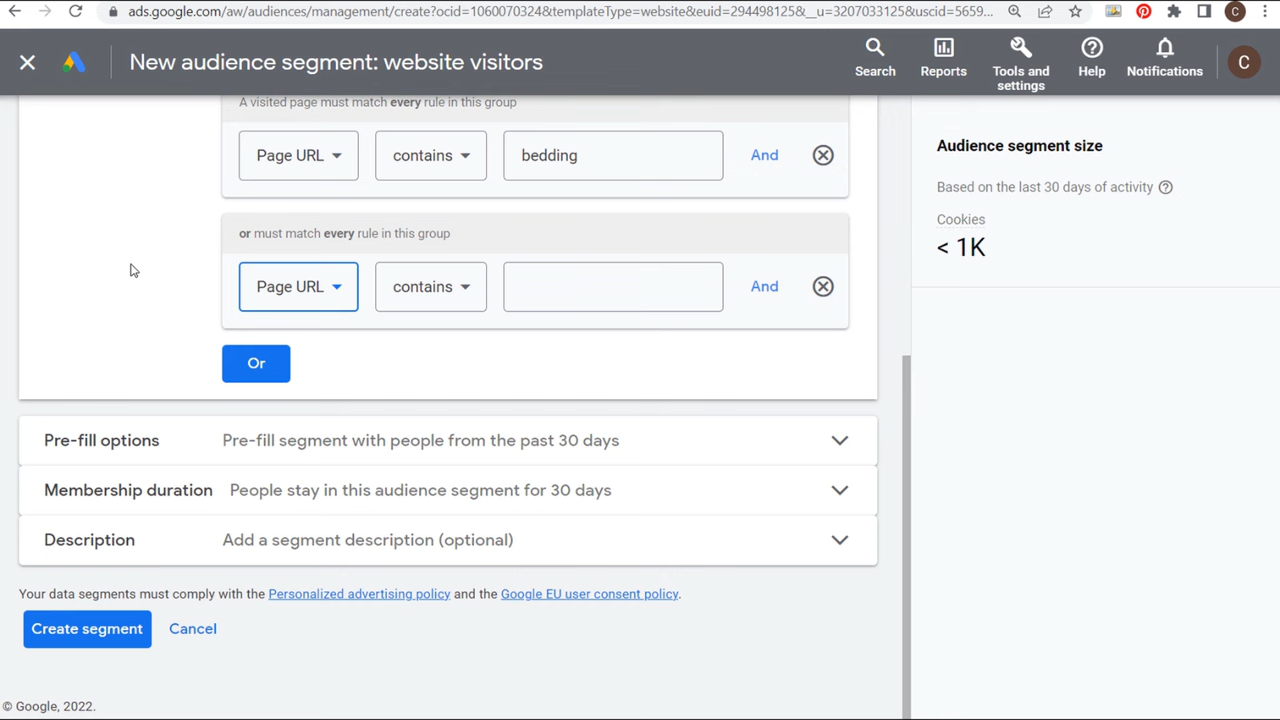 ads.google.com/aw/audiences/management/create?ocid=1060070324&templateType=website&euid=294498125&__u=3207033125&uscid=5659...
C
New audience segment: website visitors
Search
Reports
Tools and settings
Help
Notifications
C
A visited page must match every rule in this group
Page URL
contains
bedding
And
or must match every rule in this group
Page URL
contains
And
Or
Pre-fill options
Pre-fill segment with people from the past 30 days
Membership duration
People stay in this audience segment for 30 days
Description
Add a segment description (optional)
Your data segments must comply with the Personalized advertising policy and the Google EU user consent policy.
Create segment
Cancel
© Google, 2022.
Audience segment size
Based on the last 30 days of activity
Cookies
< 1K